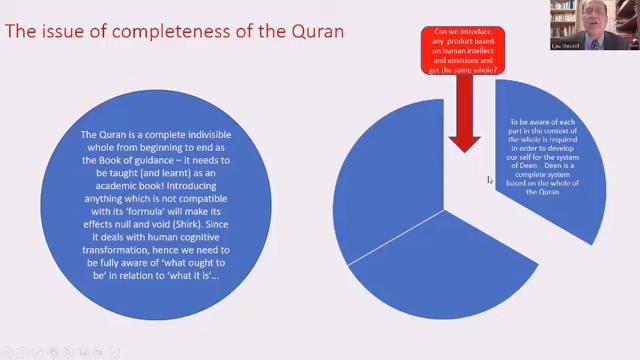 The issue of completeness of the Quran
The Quran is a complete indivisible
whole from beginning to end as
the Book of guidance – it needs to
be taught (and learnt) as an
academic book! Introducing
anything which is not compatible
with its 'formula' will make its
effects null and void (Shirk). Since
it deals with human cognitive
transformation, hence we need to
be fully aware of 'what ought to
be' in relation to 'what it is'...
Can we introduce
any product based
on human intellect
and emotions and
get the same whole?
To be aware of each
part in the context of
the whole is required
in order to develop
our self for the system
of Deen – Deen is a
complete system
based on the whole of
the Quran